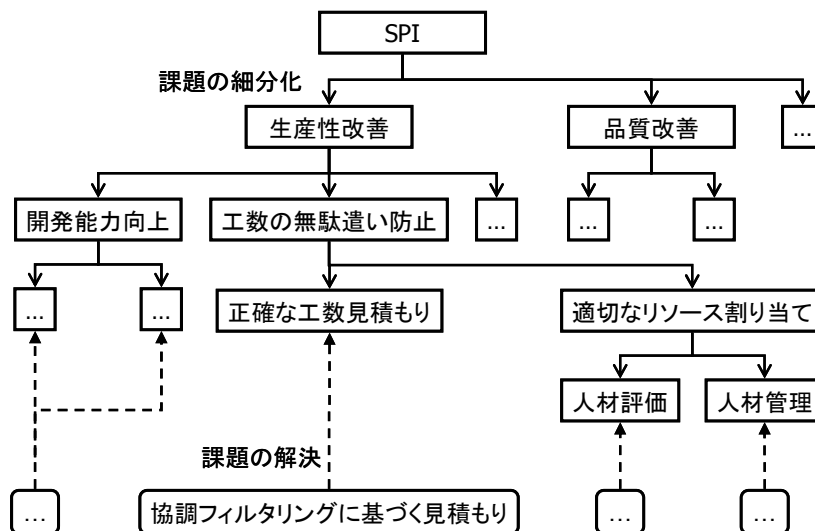 SPI
課題の細分化
生産性改善
品質改善
...
開発能力向上
工数の無駄遣い防止
...
...
...
...
...
正確な工数見積もり
適切なリソース割り当て
人材評価
人材管理
課題の解決
...
協調フィルタリングに基づく見積もり
...
...